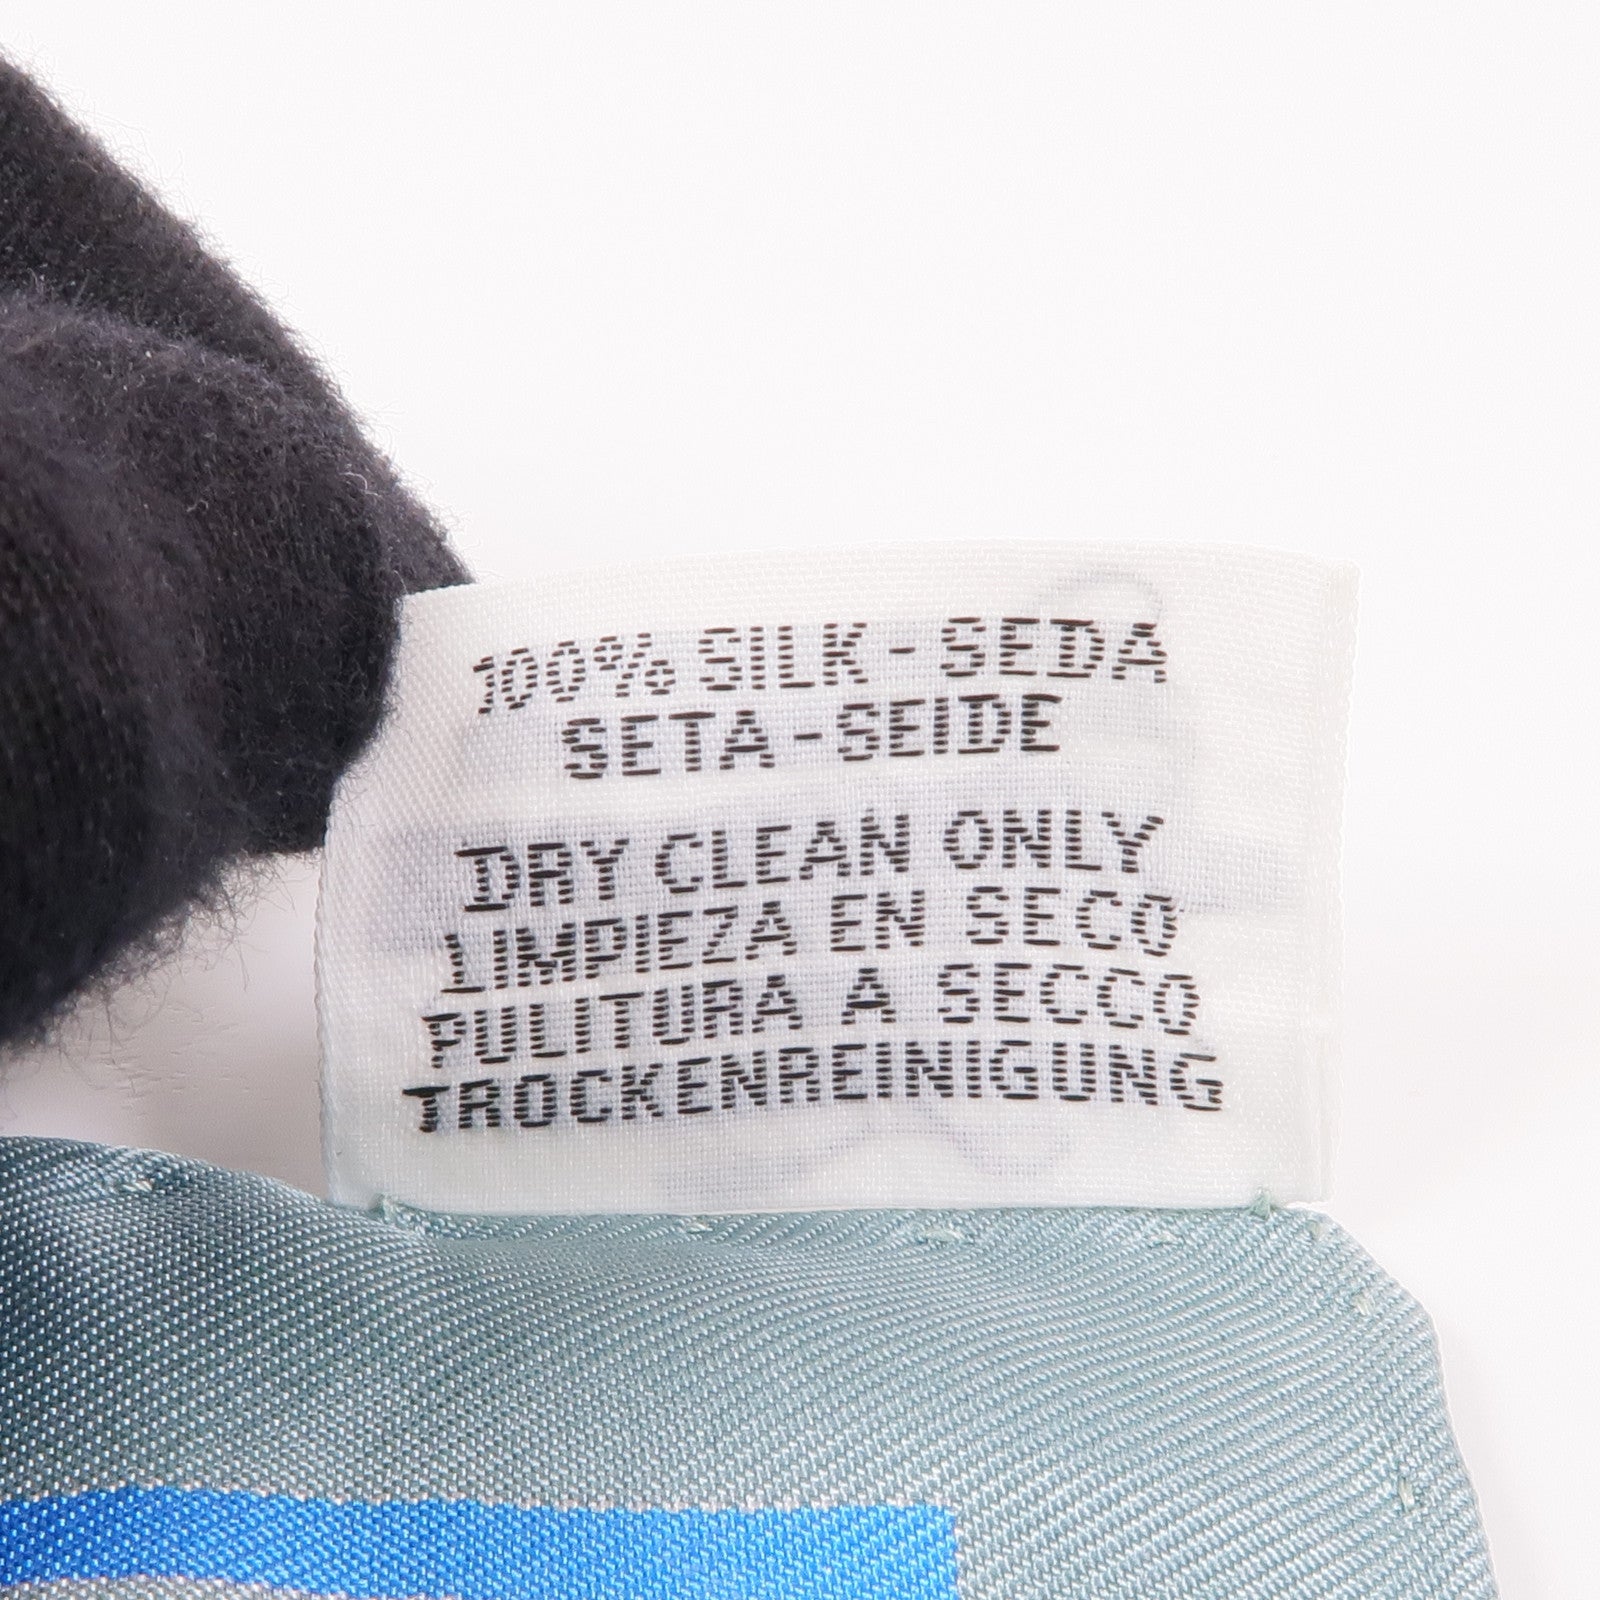 100% SILK - SEDA
SETA - SEIDE
DRY CLEAN ONLY
LIMPIEZA EN SECO
PULITURA A SECCO
TROCKENREINIGUNG